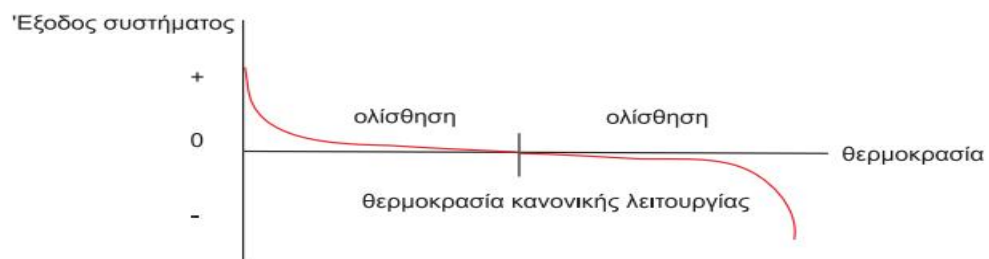 Έξοδος συστήματος
+
ολίσθηση
ολίσθηση
0
θερμοκρασία
θερμοκρασία κανονικής λειτουργίας
-